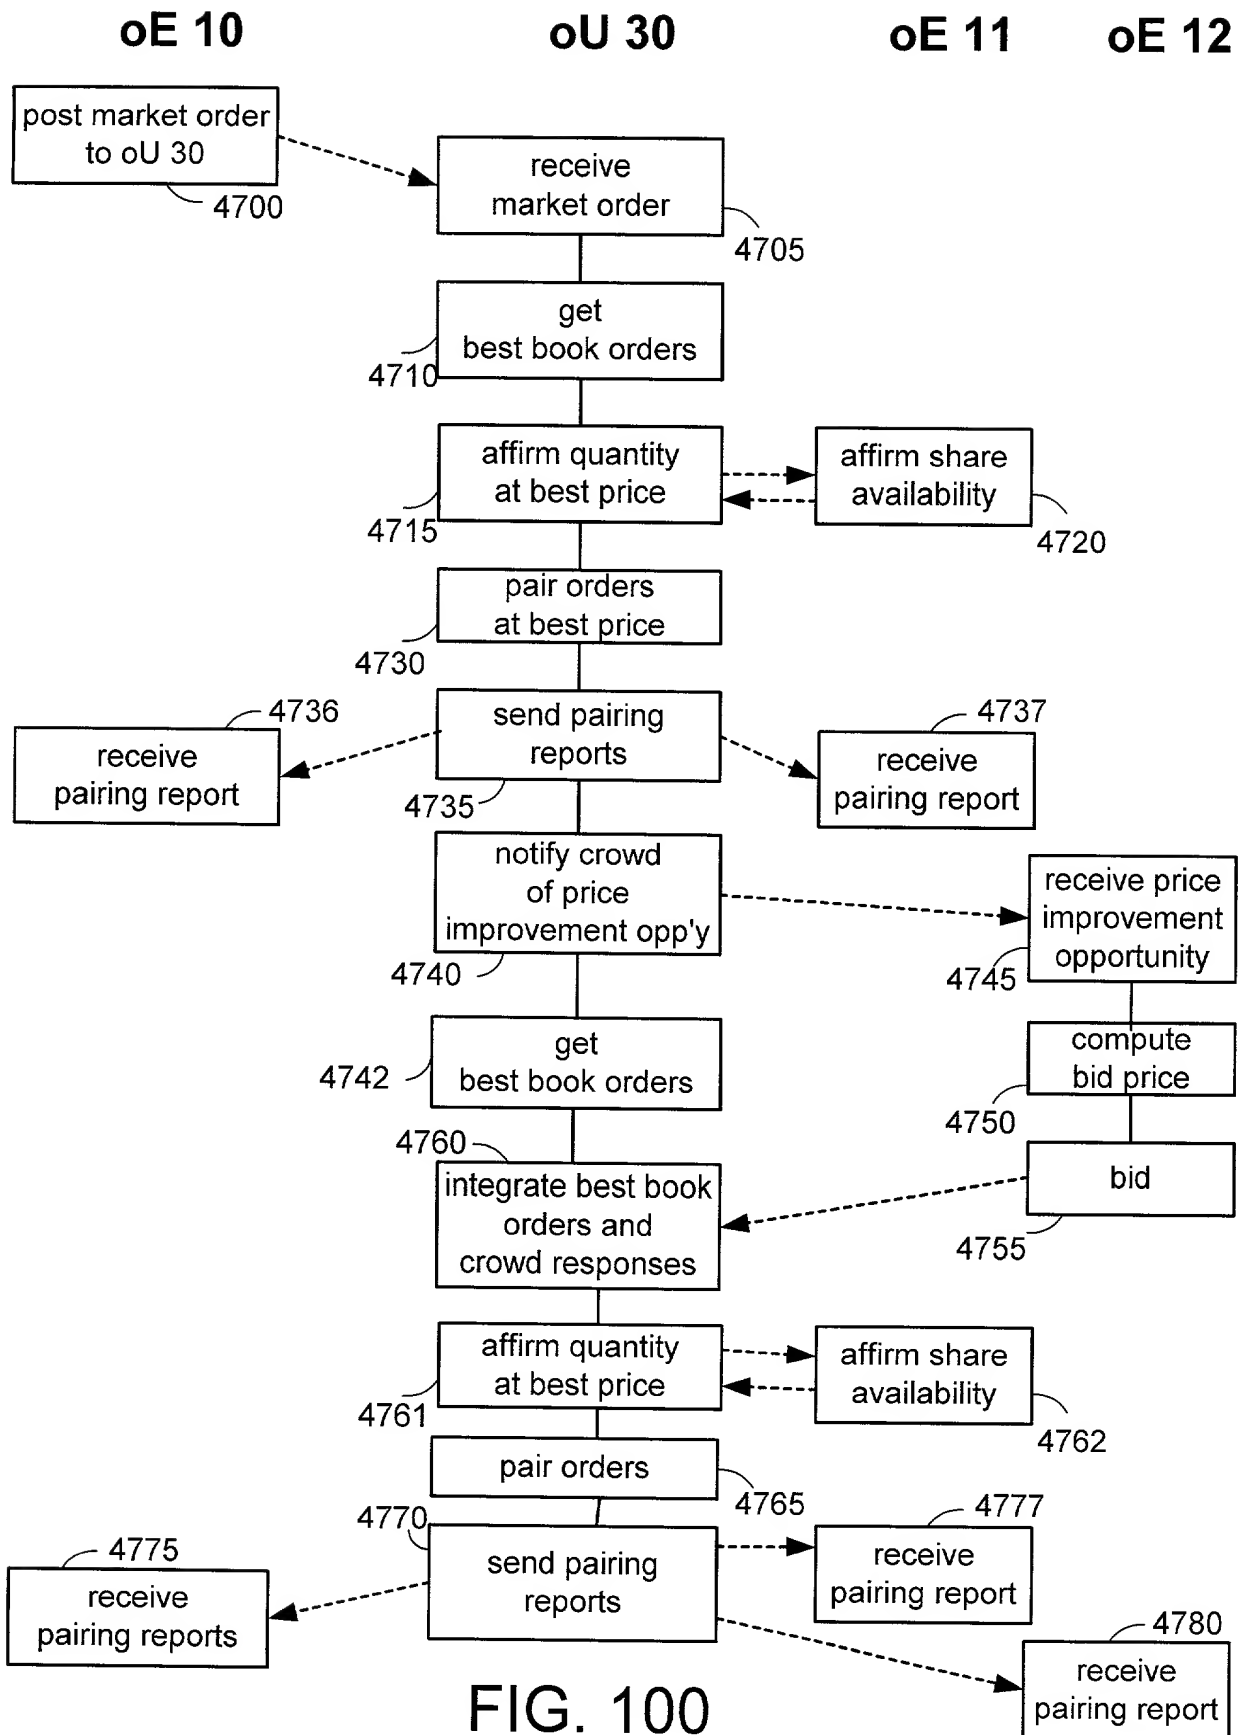 oE 10 oU 30 oE 11 oE 12
post market order
to oU 30
4700
receive
market order
4705
get
best book orders
4710
affirm quantity
at best price
4715
affirm share
availability
4720
pair orders
at best price
4730
send pairing
reports
4735
4736
receive
pairing report
4737
receive
pairing report
notify crowd
of price
improvement opp'y
4740
receive price
improvement
opportunity
4745
get
best book orders
4742
compute
bid price
4750
bid
4755
4760
integrate best book
orders and
crowd responses
affirm quantity
at best price
4761
affirm share
availability
4762
pair orders
4765
4770
send pairing
reports
4775
receive
pairing reports
4777
receive
pairing report
4780
receive
pairing report
FIG. 100